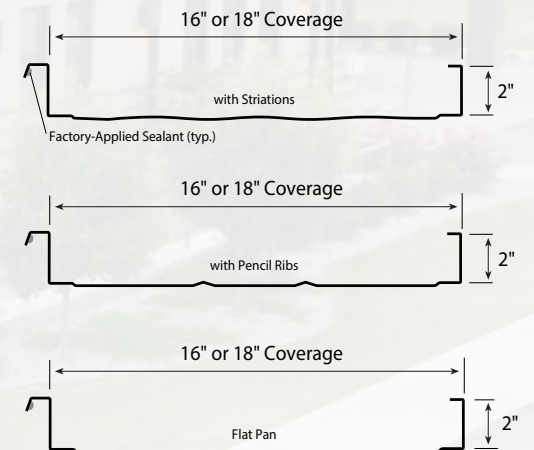 16" or 18" Coverage
with Striations
2"
Factory-Applied Sealant (typ.)
16" or 18" Coverage
with Pencil Ribs
2"
16" or 18" Coverage
Flat Pan
2"